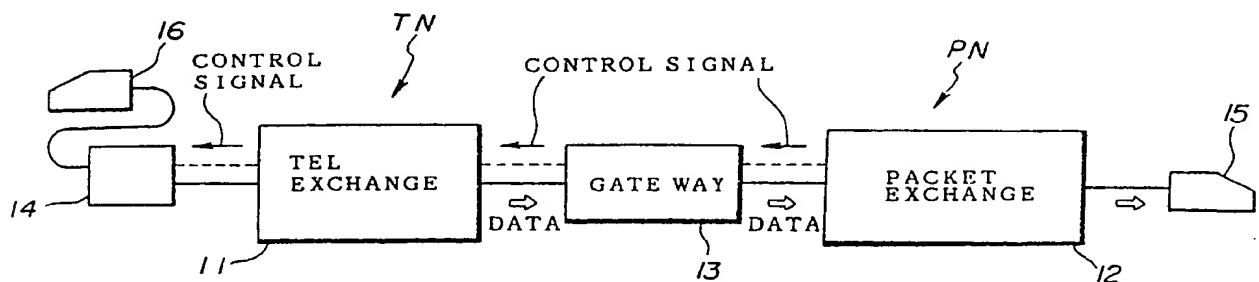 TN
16
CONTROL
SIGNAL
CONTROL SIGNAL
PN
15
TEL
EXCHANGE
GATE WAY
PACKET
EXCHANGE
14
DATA
DATA
11
13
12